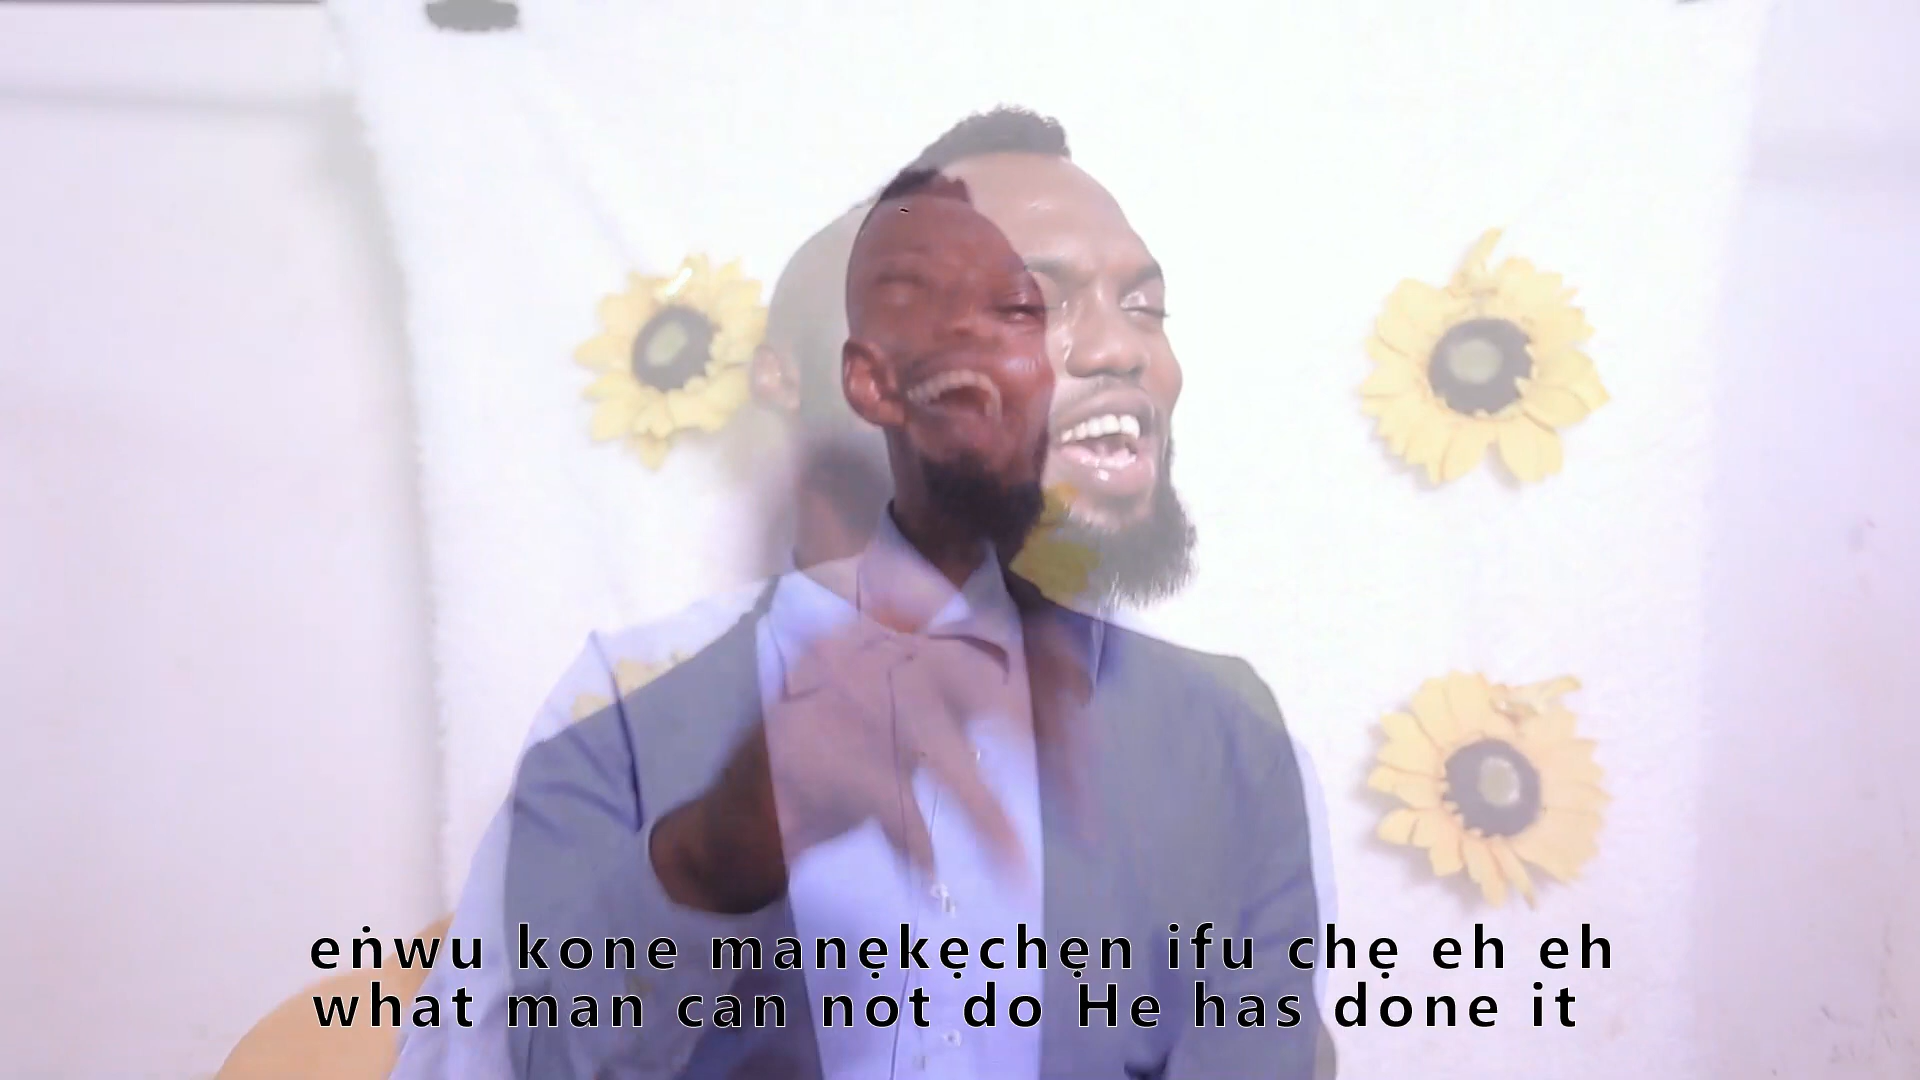 eṅwu kone manẹkẹchẹn ifu chẹ eh eh
what man can not do He has done it